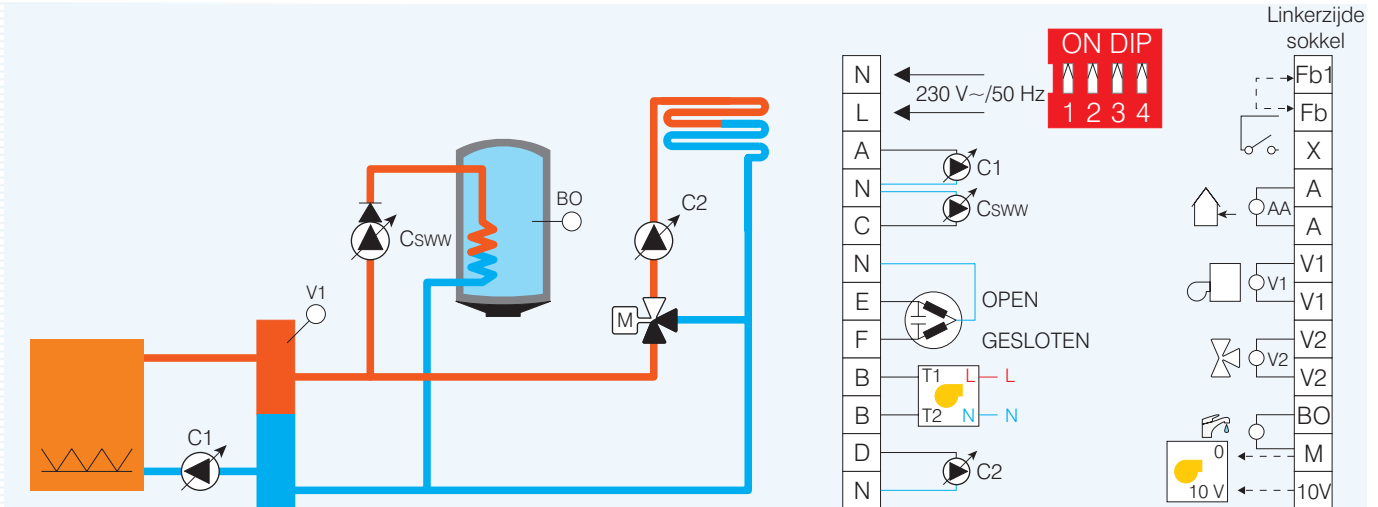 V1
C1
Csww
BO
C2
M
N
L
A
N
C
N
E
F
B
B
D
N
230 V~/50 Hz
ON DIP
1 2 3 4
C1
Csww
OPEN
GESLOTEN
T1 L L
T2 N N
C2
Linkerzijde
sokkel
Fb1
Fb
X
A
A
V1
V1
V2
V2
BO
M
10V
AA
V1
V2
0
10 V